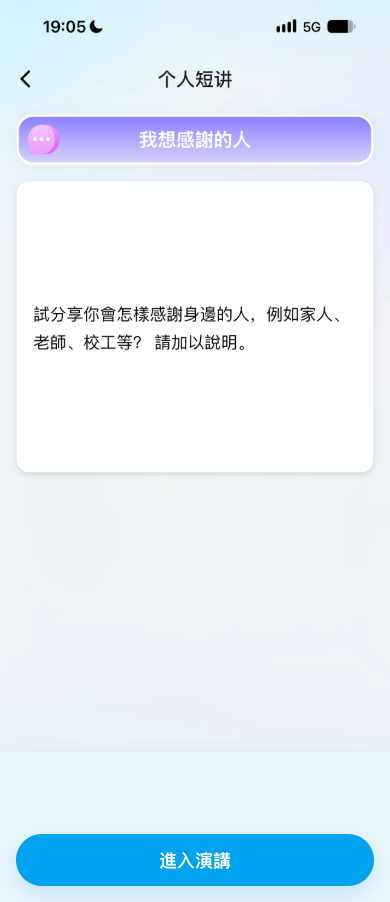 19:05
5G
个人短讲
我想感謝的人
試分享你會怎樣感謝身邊的人，例如家人、
老師、校工等？ 請加以說明。
進入演講